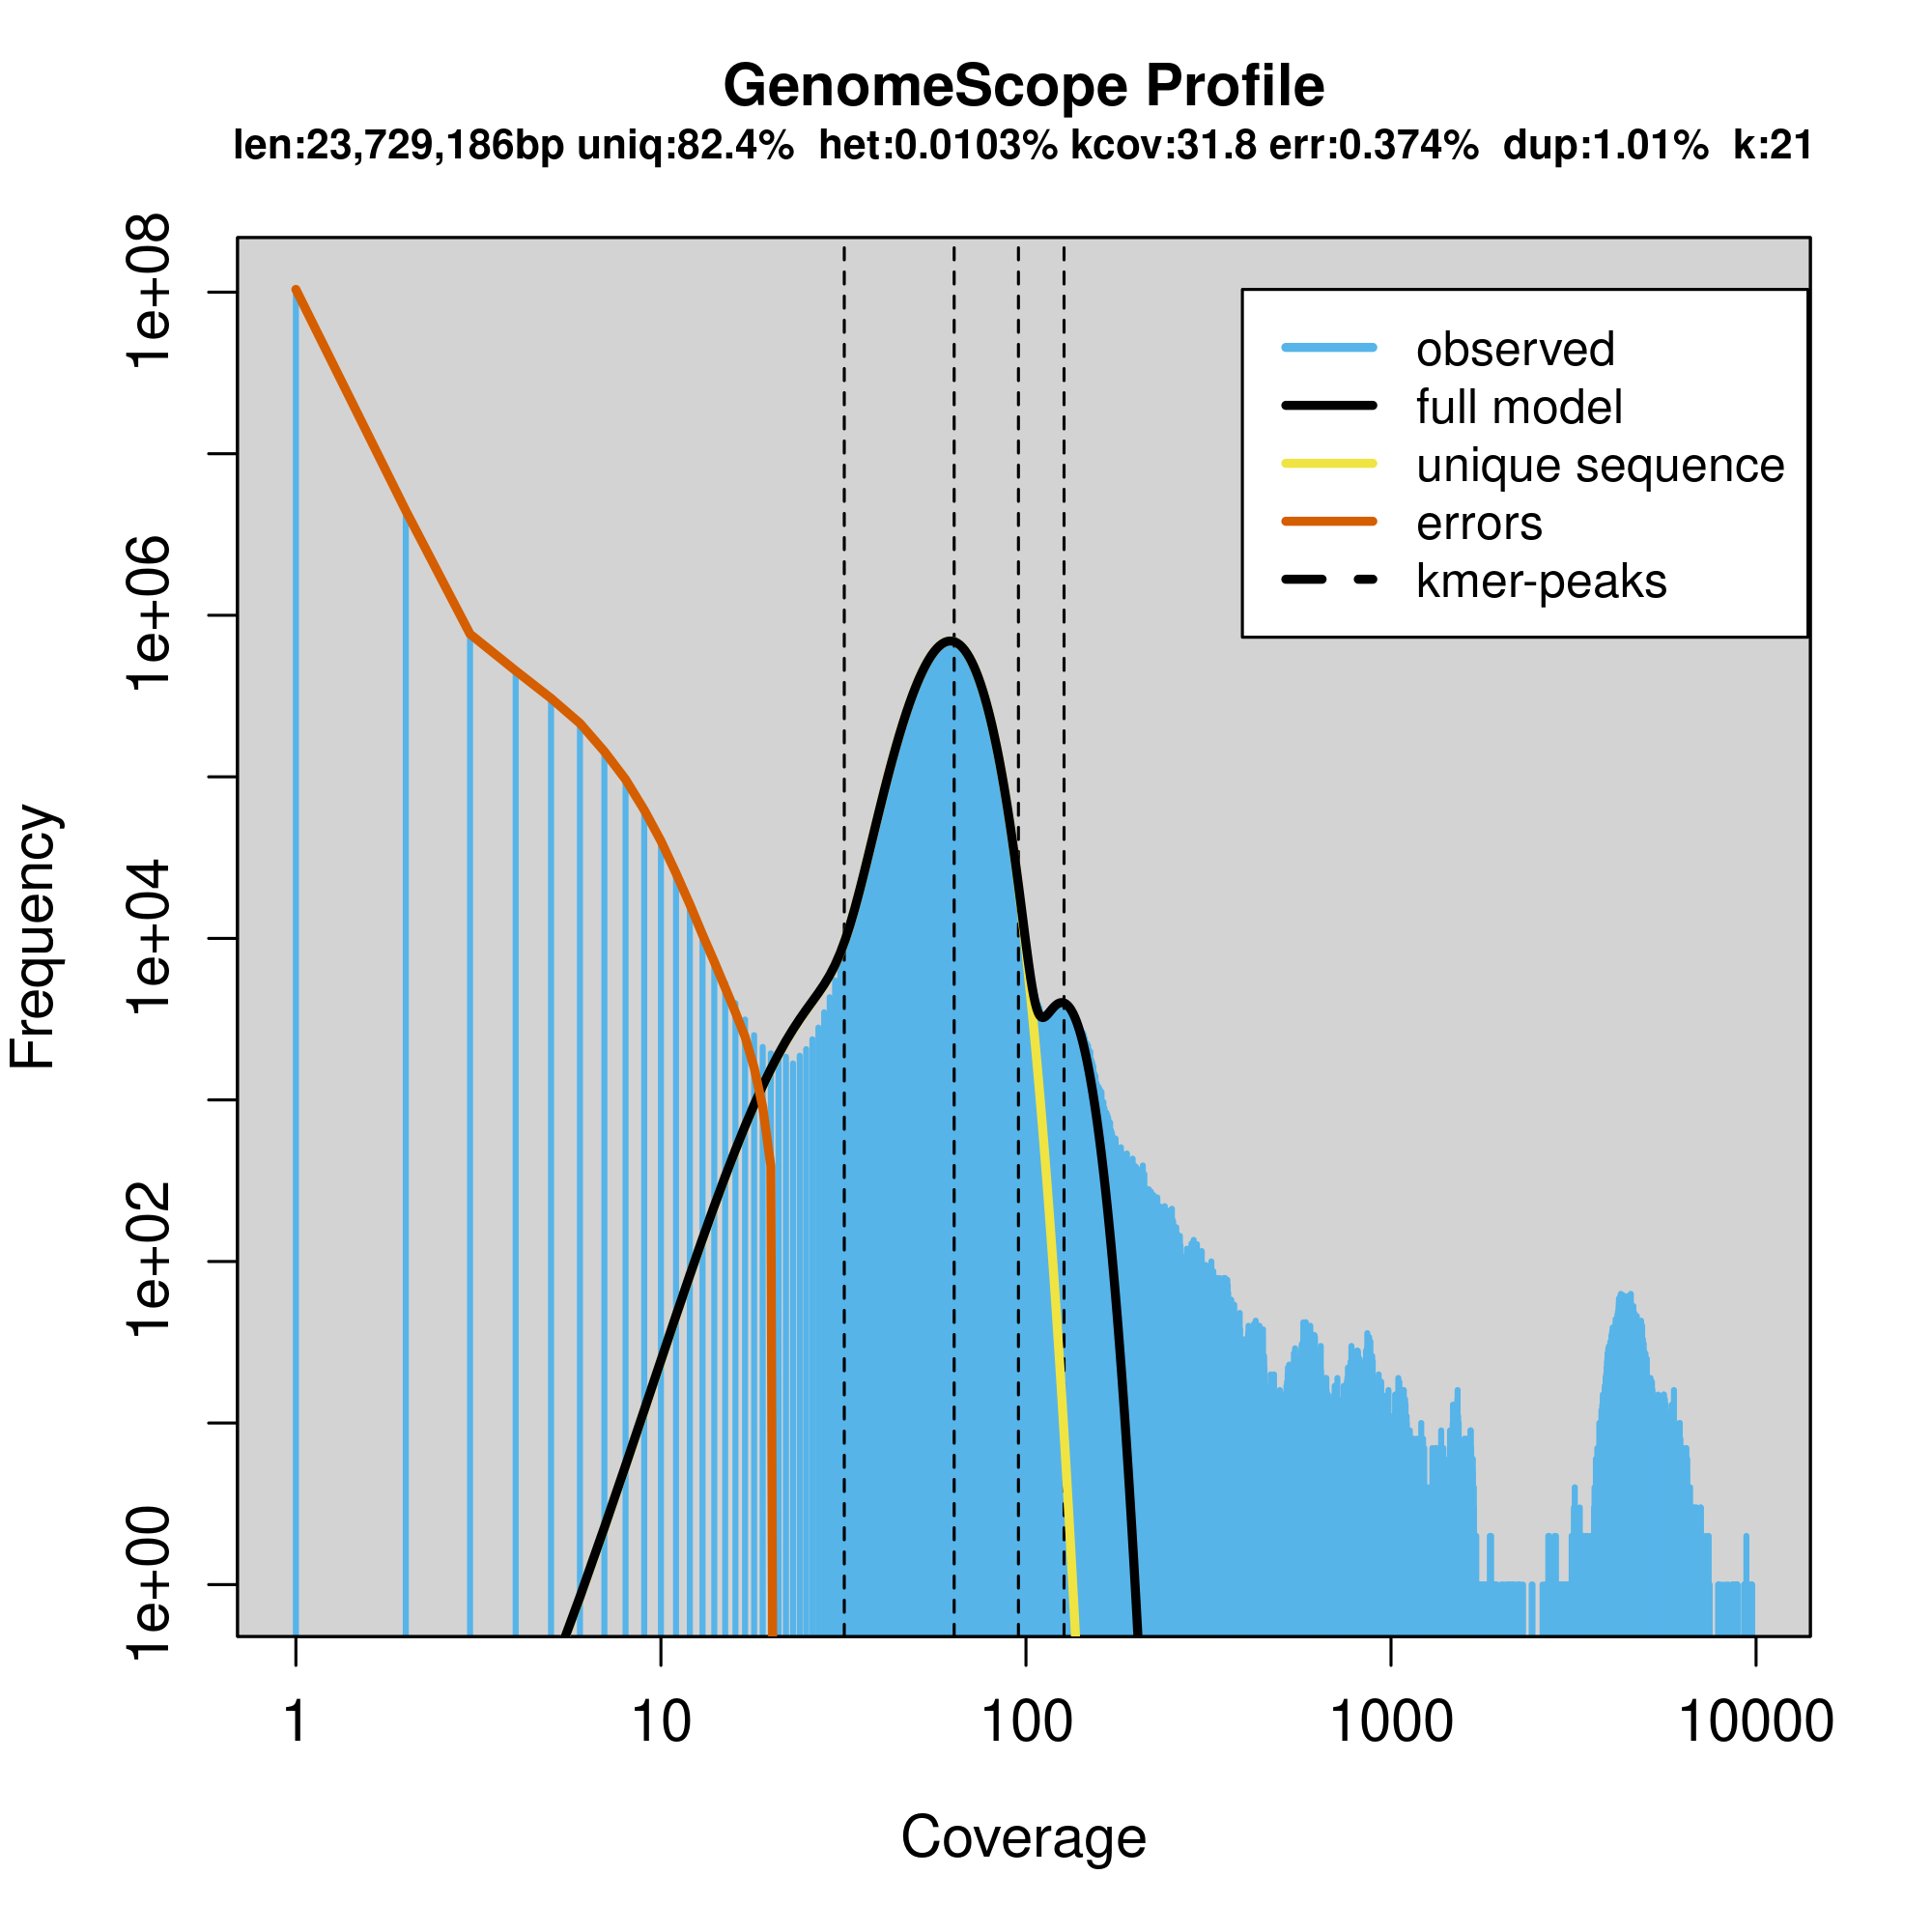 GenomeScope Profile
len:23,729,186bp uniq:82.4%  het:0.0103% kcov:31.8 err:0.374%  dup:1.01%  k:21
1e+08
1e+06
1e+04
1e+02
1e+00
Frequency
observed
full model
unique sequence
errors
kmer-peaks
1
10
100
1000
10000
Coverage